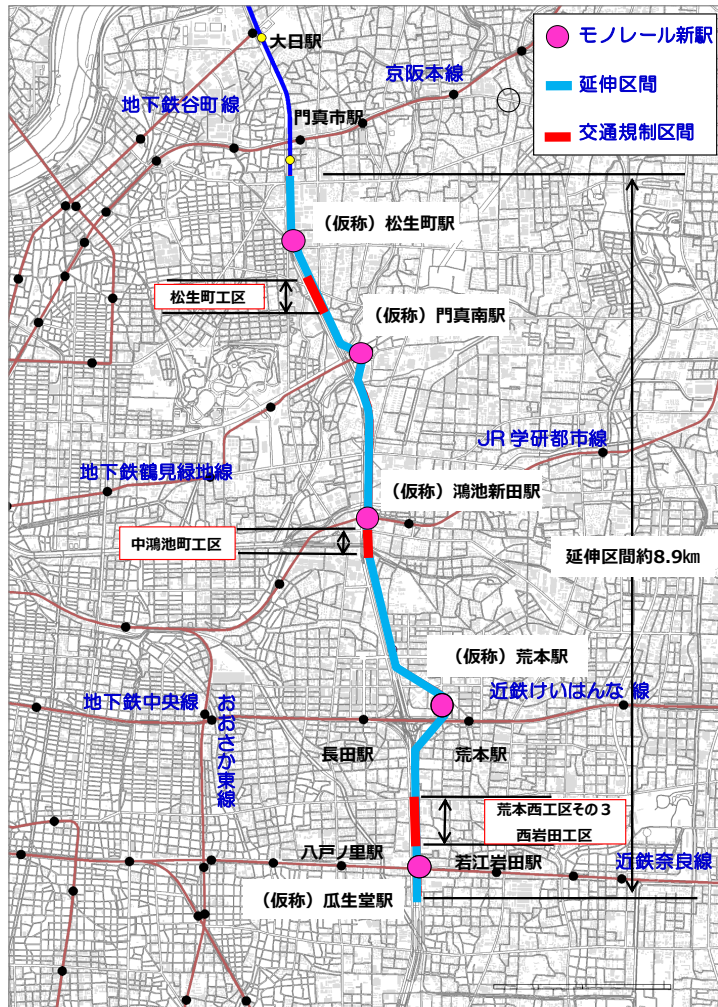 モノレール新駅
延伸区間
交通規制区間
大日駅
京阪本線
地下鉄谷町線
門真市駅
（仮称）松生町駅
松生町工区
（仮称）門真南駅
JR 学研都市線
地下鉄鶴見緑地線
（仮称）鴻池新田駅
中鴻池町工区
延伸区間約8.9㎞
（仮称）荒本駅
近鉄けいはんな 線
地下鉄中央線
おおさか東線
長田駅
荒本駅
荒本西工区その３
西岩田工区
八戸ノ里駅
若江岩田駅
近鉄奈良線
（仮称）瓜生堂駅